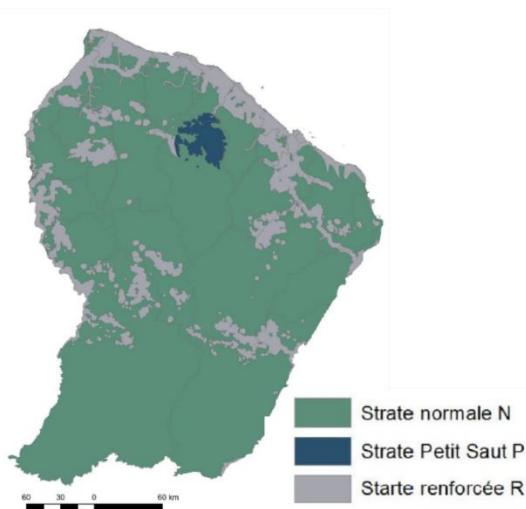 Strate normale N
Strate Petit Saut P
Starte renforcée R
60 30 0 60 km